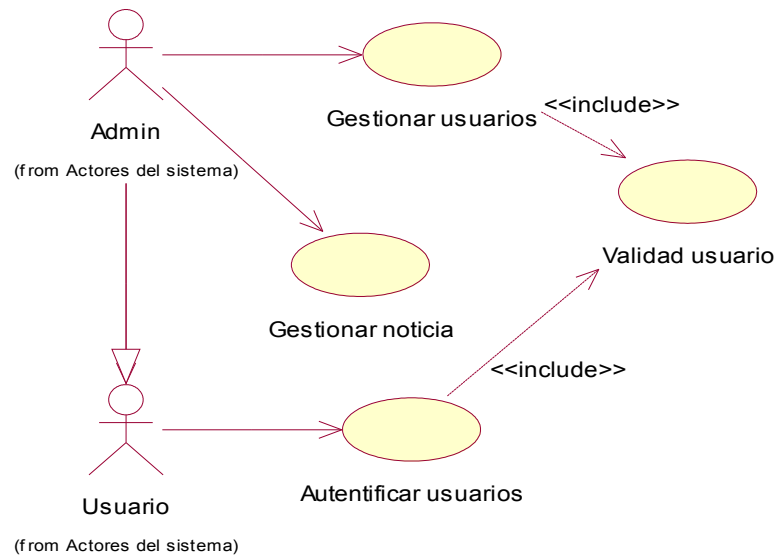 Admin
(from Actores del sistema)
Gestionar usuarios
<<include>>
Validad usuario
Gestionar noticia
<<include>>
Autentificar usuarios
Usuario
(from Actores del sistema)